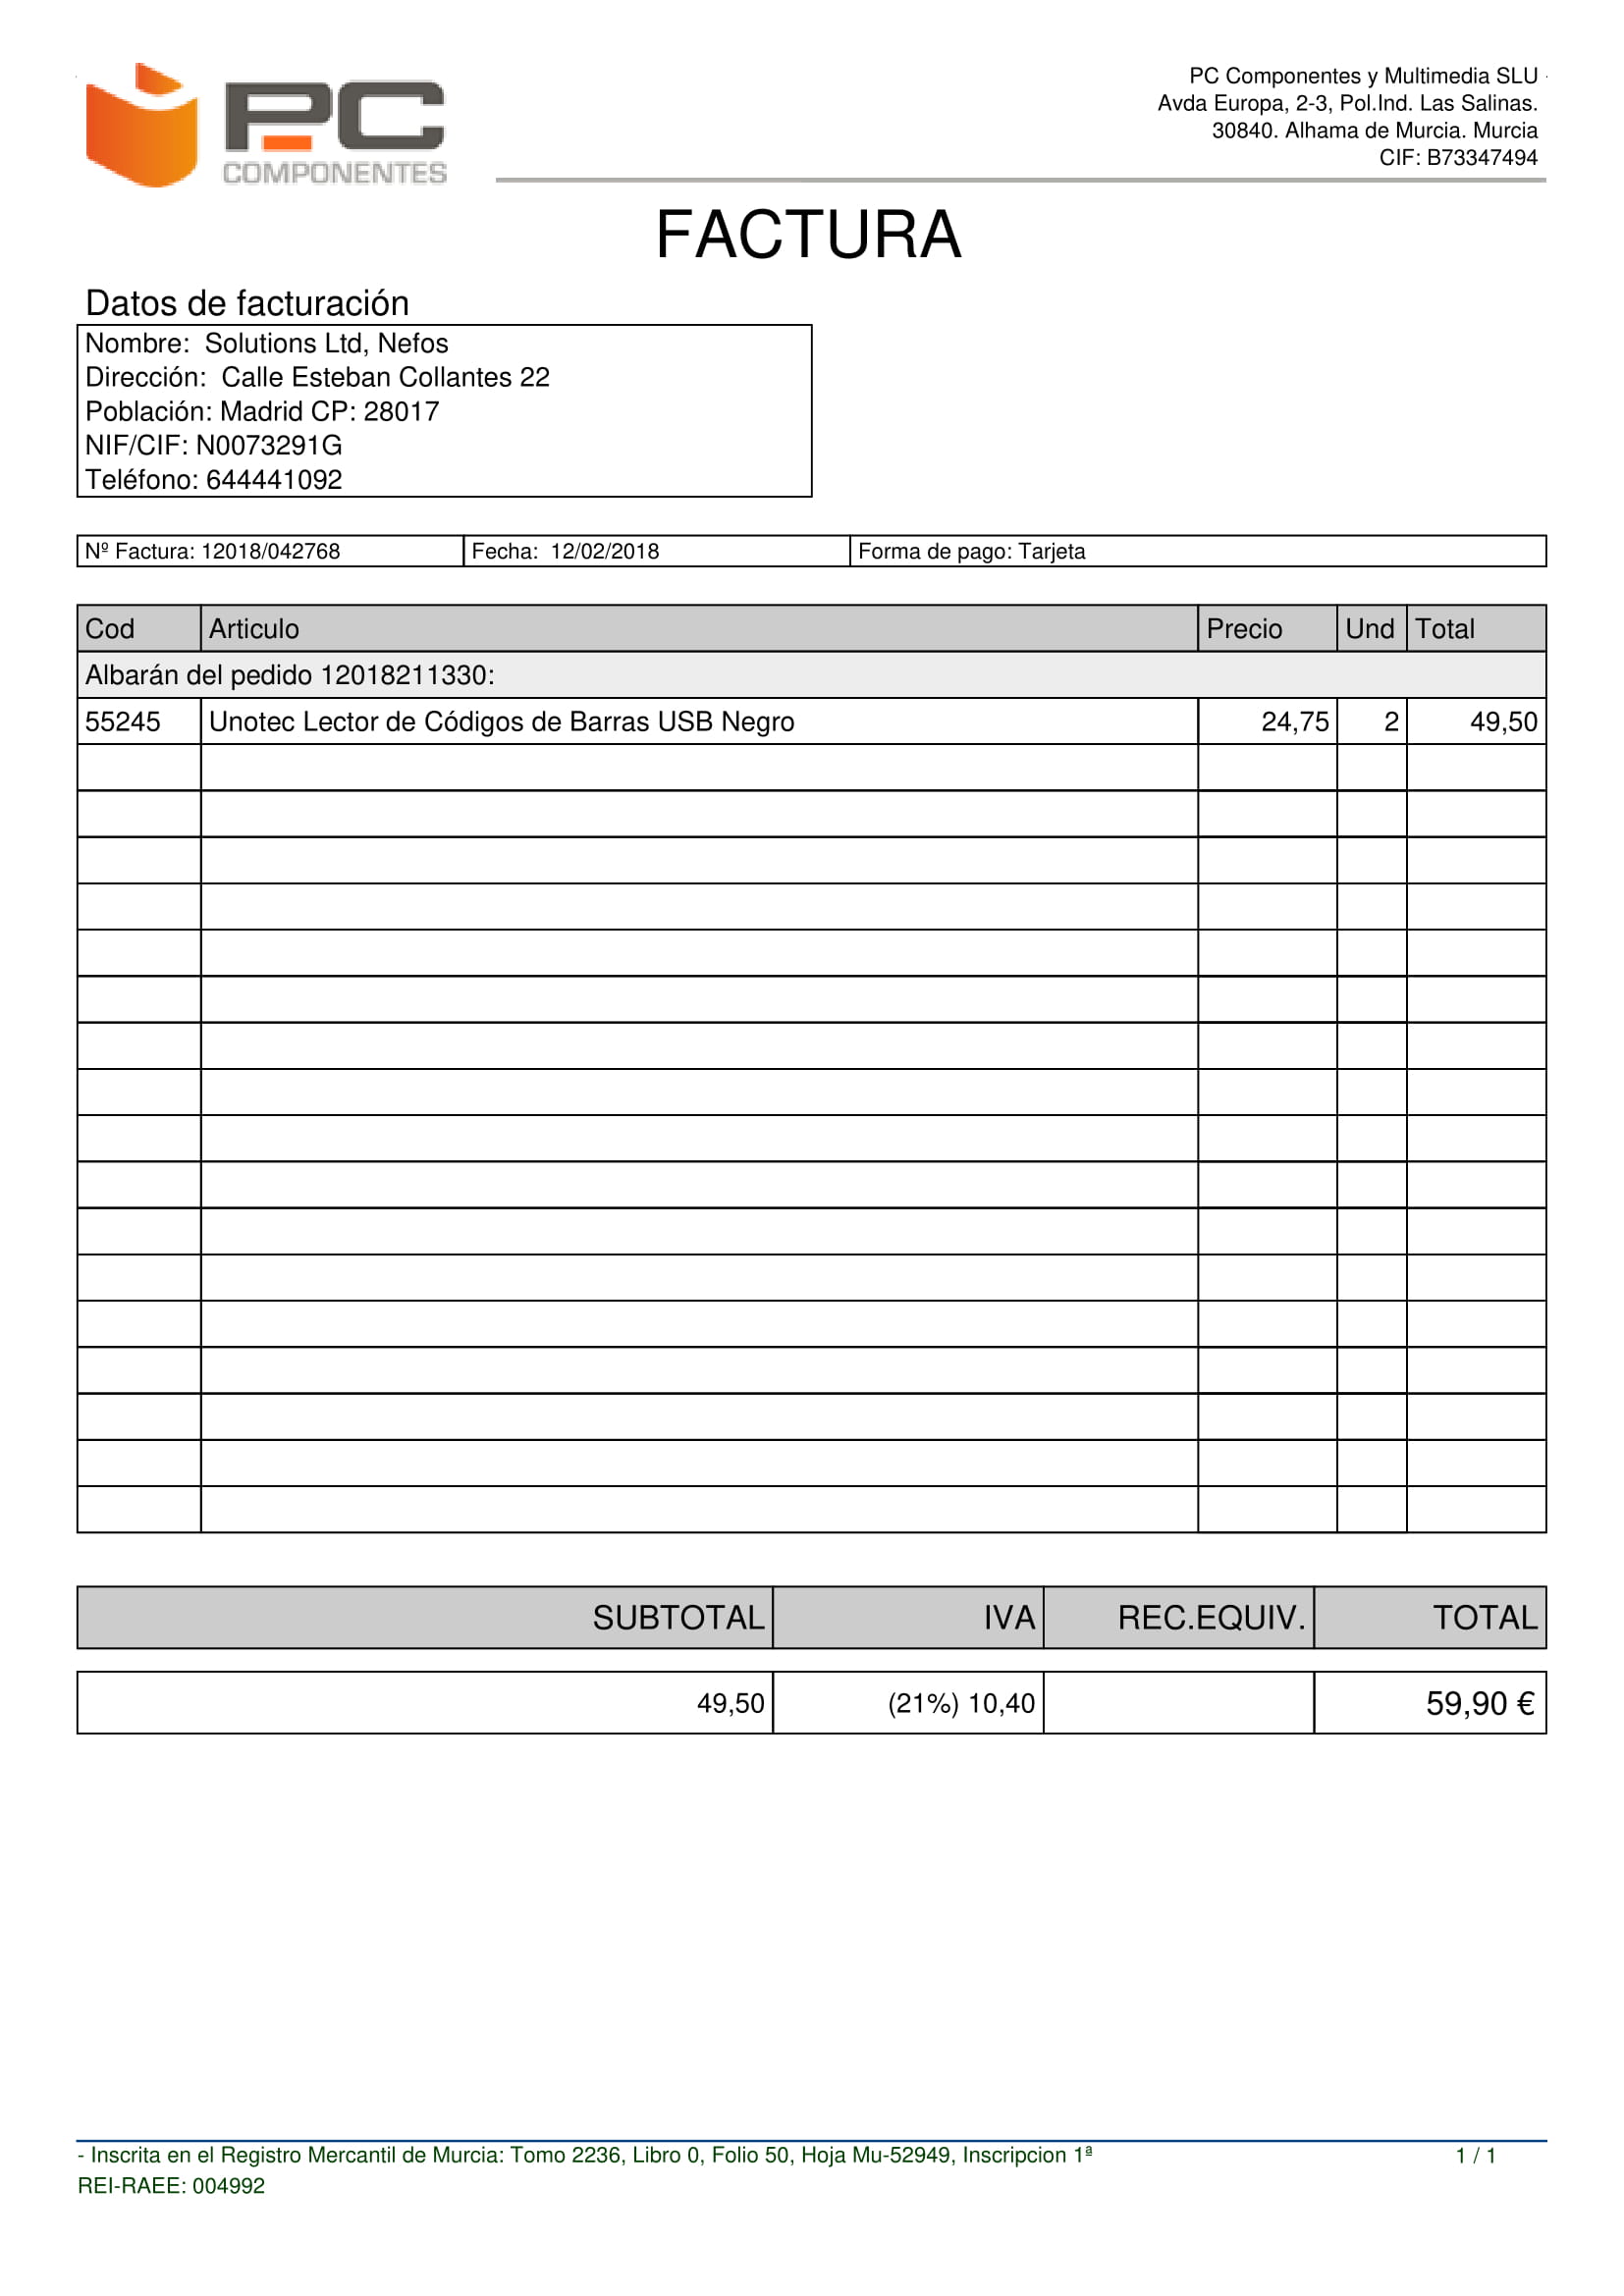 PC
COMPONENTES
PC Componentes y Multimedia SLU
Avda Europa, 2-3, Pol.Ind. Las Salinas.
30840. Alhama de Murcia. Murcia
CIF: B73347494
FACTURA
Datos de facturación
Nombre: Solutions Ltd, Nefos
Dirección: Calle Esteban Collantes 22
Población: Madrid CP: 28017
NIF/CIF: N0073291G
Teléfono: 644441092
Nº Factura: 12018/042768 Fecha: 12/02/2018 Forma de pago: Tarjeta
Cod Articulo Precio Und Total
Albarán del pedido 12018211330:
55245 Unotec Lector de Códigos de Barras USB Negro 24,75 2 49,50
SUBTOTAL IVA REC.EQUIV. TOTAL
49,50 (21%) 10,40 59,90 €
- Inscrita en el Registro Mercantil de Murcia: Tomo 2236, Libro 0, Folio 50, Hoja Mu-52949, Inscripcion 1ª 1 / 1
REI-RAEE: 004992